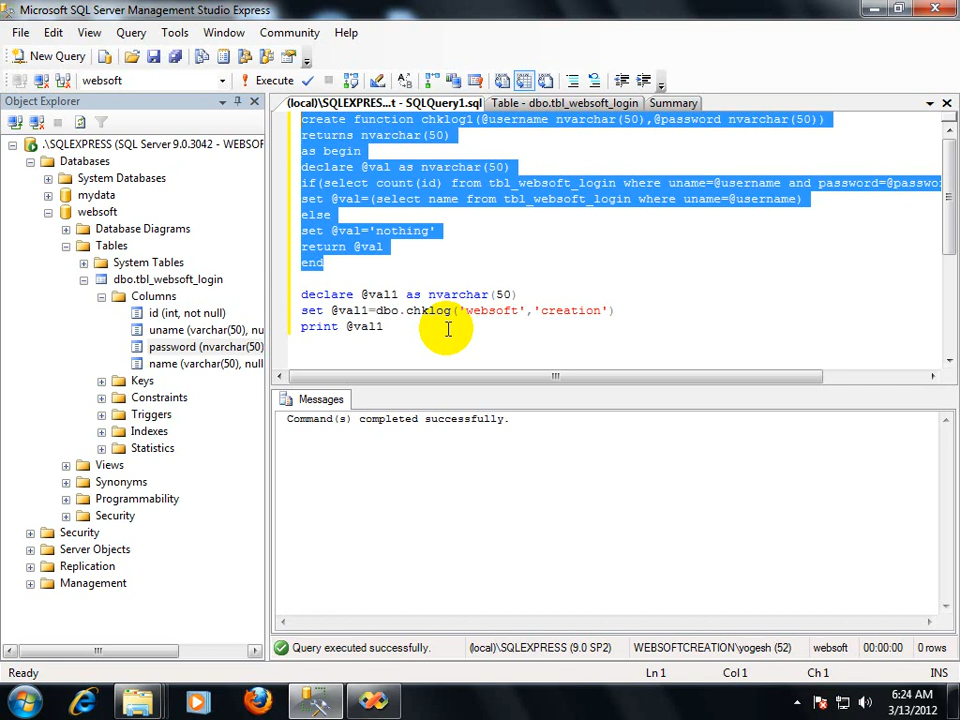 Microsoft SQL Server Management Studio Express
File Edit View Query Tools Window Community Help
New Query
websoft Execute
Object Explorer
(local)\SQLEXPRES...t - SQLQuery1.sql Table - dbo.tbl_websoft_login Summary
.\SQLEXPRESS (SQL Server 9.0.3042 - WEBSOF
Databases
System Databases
mydata
websoft
Database Diagrams
Tables
System Tables
dbo.tbl_websoft_login
Columns
id (int, not null)
uname (varchar(50), nu
password (nvarchar(50)
name (varchar(50), null
Keys
Constraints
Triggers
Indexes
Statistics
Views
Synonyms
Programmability
Security
Security
Server Objects
Replication
Management
create function chklog1(@username nvarchar(50),@password nvarchar(50))
returns nvarchar(50)
as begin
declare @val as nvarchar(50)
if(select count(id) from tbl_websoft_login where uname=@username and password=@passwo
set @val=(select name from tbl_websoft_login where uname=@username)
else
set @val='nothing'
return @val
end
declare @val1 as nvarchar(50)
set @val1=dbo.chklog('websoft','creation')
print @val1
Messages
Command(s) completed successfully.
Query executed successfully. (local)\SQLEXPRESS (9.0 SP2) WEBSOFTCREATION\yogesh (52) websoft 00:00:00 0 rows
Ready Ln 1 Col 1 Ch 1 INS
6:24 AM
3/13/2012